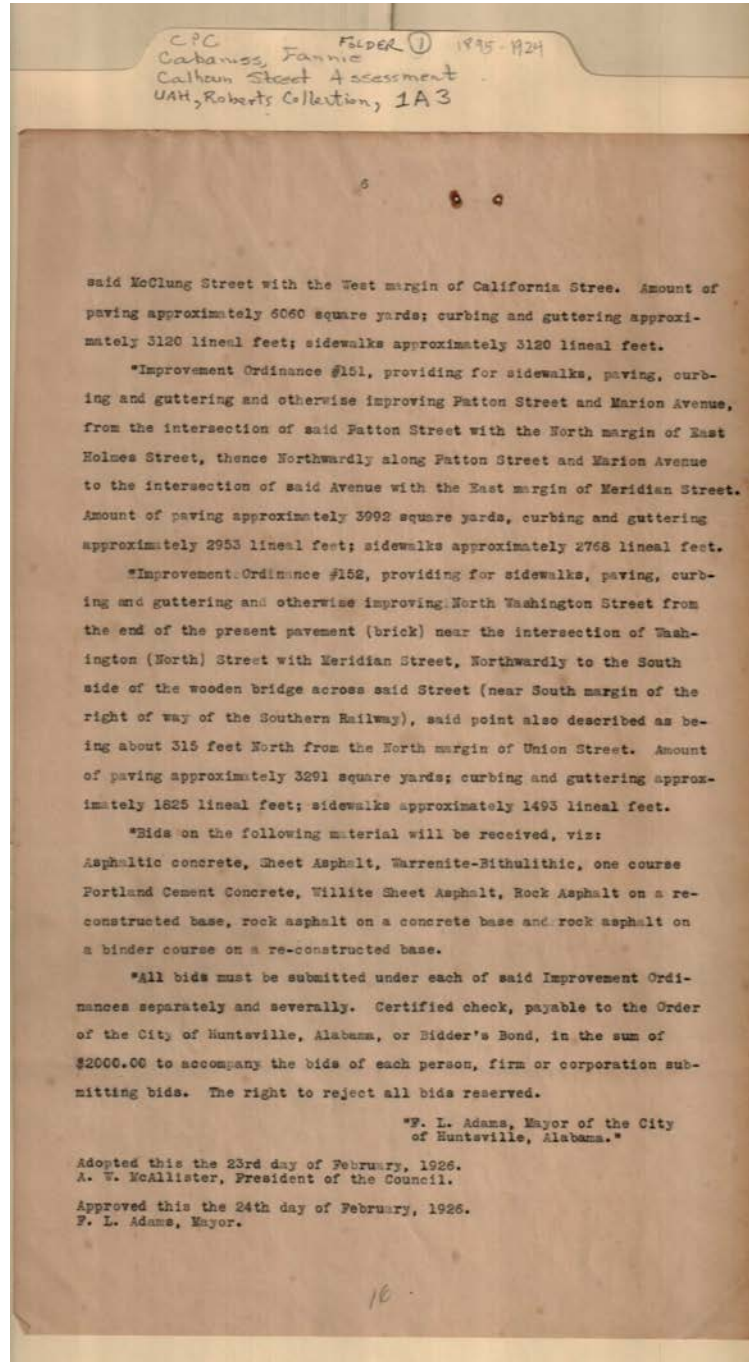 CPC FOLDER 1 1895-1924
Cabaniss, Fannie
Calhoun Street Assessment
UAH, Roberts Collection, 1A3
6
said McClung Street with the West margin of California Stree. Amount of
paving approximately 6060 square yards; curbing and guttering approxi-
mately 3120 lineal feet; sidewalks approximately 3120 lineal feet.
"Improvement Ordinance #151, providing for sidewalks, paving, curb-
ing and guttering and otherwise improving Patton Street and Marion Avenue,
from the intersection of said Patton Street with the North margin of East
Holmes Street, thence Northwardly along Patton Street and Marion Avenue
to the intersection of said Avenue with the East margin of Meridian Street.
Amount of paving approximately 3992 square yards, curbing and guttering
approximately 2953 lineal feet; sidewalks approximately 2768 lineal feet.
"Improvement Ordinance #152, providing for sidewalks, paving, curb-
ing and guttering and otherwise improving North Washington Street from
the end of the present pavement (brick) near the intersection of Wash-
ington (North) Street with Meridian Street, Northwardly to the South
side of the wooden bridge across said Street (near South margin of the
right of way of the Southern Railway), said point also described as be-
ing about 315 feet North from the North margin of Union Street. Amount
of paving approximately 3291 square yards; curbing and guttering approx-
imately 1825 lineal feet; sidewalks approximately 1493 lineal feet.
"Bids on the following material will be received, viz:
Asphaltic concrete, Sheet Asphalt, Warrenite-Bithulithic, one course
Portland Cement Concrete, Willite Sheet Asphalt, Rock Asphalt on a re-
constructed base, rock asphalt on a concrete base and rock asphalt on
a binder course on a re-constructed base.
"All bids must be submitted under each of said Improvement Ordi-
nances separately and severally. Certified check, payable to the Order
of the City of Huntsville, Alabama, or Bidder's Bond, in the sum of
$2000.00 to accompany the bids of each person, firm or corporation sub-
mitting bids. The right to reject all bids reserved.
"F. L. Adams, Mayor of the City
of Huntsville, Alabama."
Adopted this the 23rd day of February, 1926.
A. W. McAllister, President of the Council.
Approved this the 24th day of February, 1926.
F. L. Adams, Mayor.
16